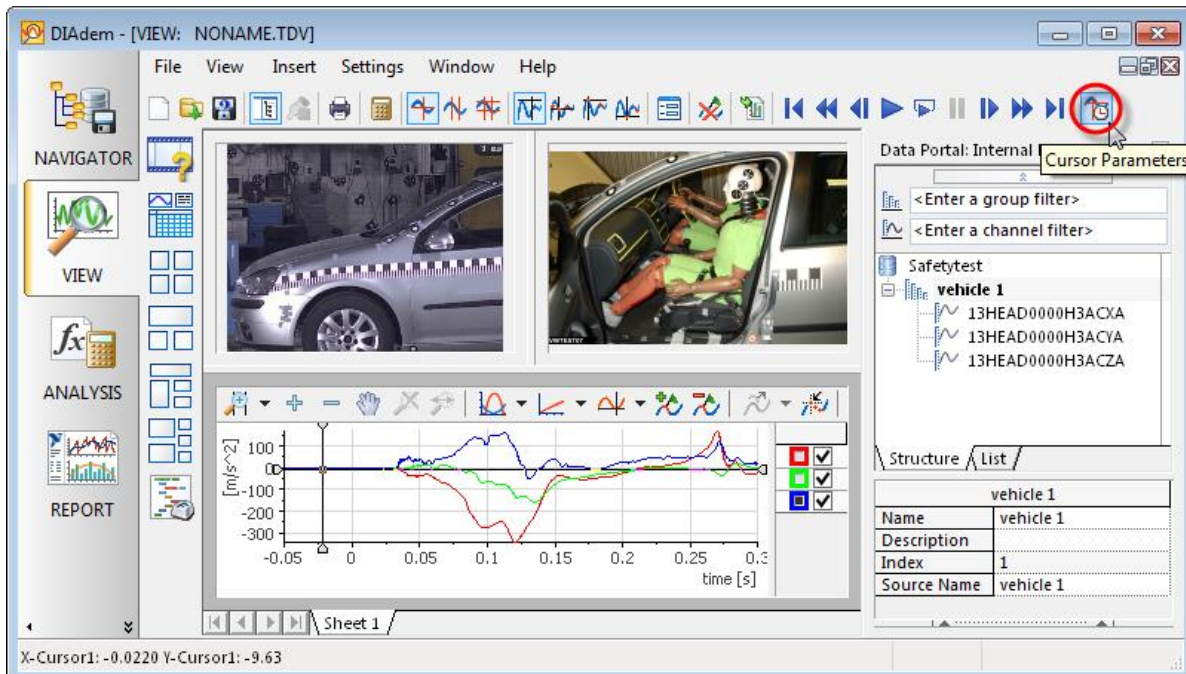 DIAdem - [VIEW: NONAME.TDV]
File View Insert Settings Window Help
NAVIGATOR
VIEW
ANALYSIS
REPORT
Data Portal: Internal
Cursor Parameters
<Enter a group filter>
<Enter a channel filter>
Safetytest
vehicle 1
13HEAD0000H3ACXA
13HEAD0000H3ACYA
13HEAD0000H3ACZA
Structure List
vehicle 1
Name vehicle 1
Description
Index 1
Source Name vehicle 1
[m/s^2]
100
0
-100
-200
-300
-0.05 0 0.05 0.1 0.15 0.2 0.25 0.3
time [s]
Sheet 1
X-Cursor1: -0.0220 Y-Cursor1: -9.63